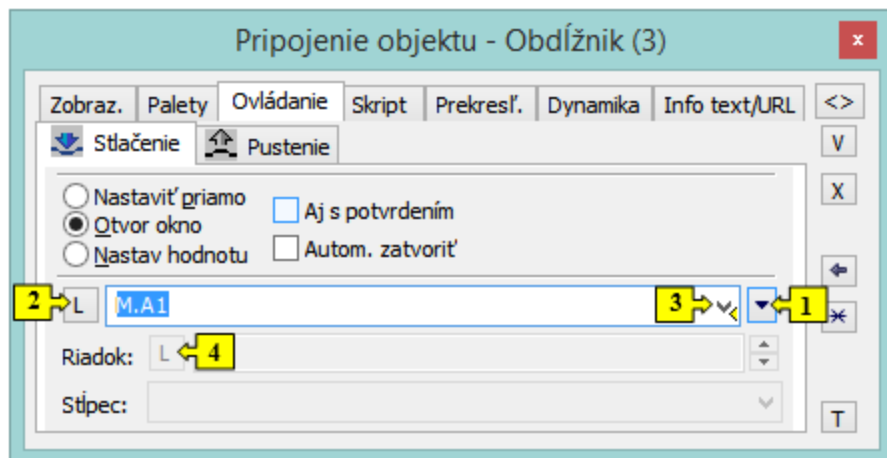 Pripojenie objektu - Obdĺžnik (3)
x
Zobraz. Palety Ovládanie Skript Prekresľ. Dynamika Info text/URL <>
Stlačenie Pustenie V
Nastaviť priamo X
Otvor okno Aj s potvrdením
Nastav hodnotu Autom. zatvoriť
2 L M.A1 3 1
Riadok: L 4
Stĺpec:
T